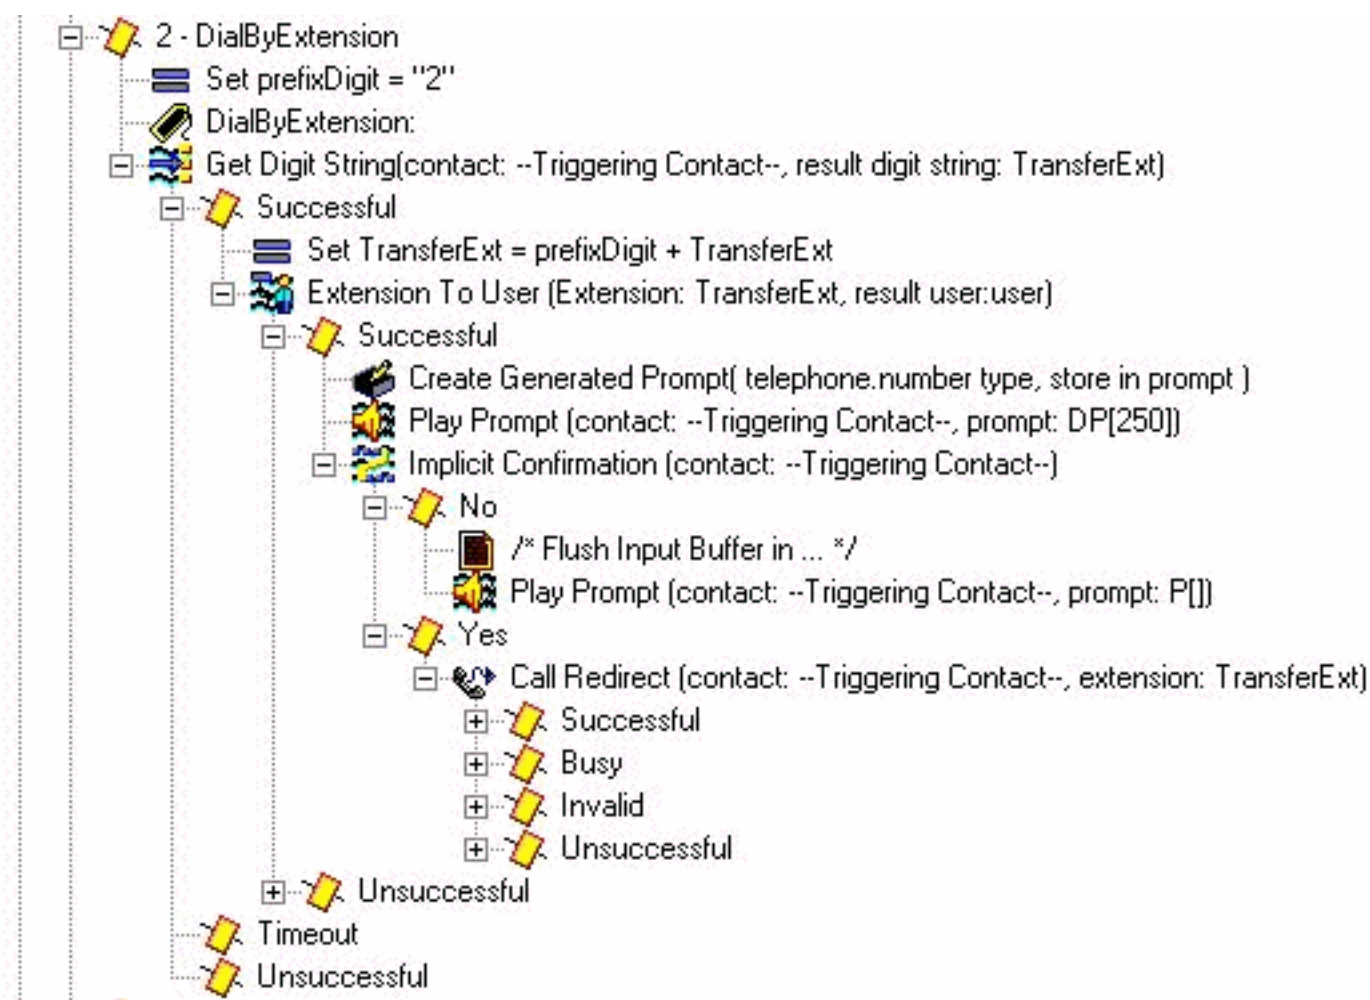 2 - DialByExtension
Set prefixDigit = "2"
DialByExtension:
Get Digit String(contact: --Triggering Contact--, result digit string: TransferExt)
Successful
Set TransferExt = prefixDigit + TransferExt
Extension To User (Extension: TransferExt, result user:user)
Successful
Create Generated Prompt( telephone.number type, store in prompt )
Play Prompt (contact: --Triggering Contact--, prompt: DP[250])
Implicit Confirmation (contact: --Triggering Contact--)
No
/* Flush Input Buffer in ... */
Play Prompt (contact: --Triggering Contact--, prompt: P[])
Yes
Call Redirect (contact: --Triggering Contact--, extension: TransferExt)
Successful
Busy
Invalid
Unsuccessful
Unsuccessful
Timeout
Unsuccessful